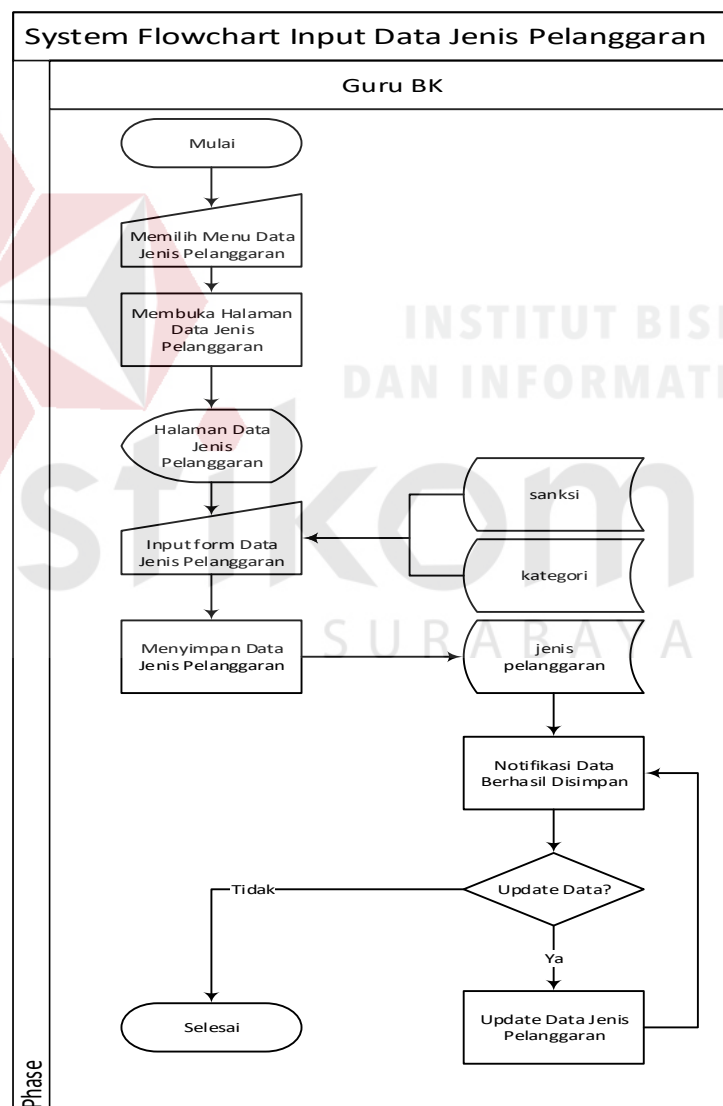 System Flowchart Input Data Jenis Pelanggaran
Guru BK
Mulai
Memilih Menu Data
Jenis Pelanggaran
Membuka Halaman
Data Jenis
Pelanggaran
INSTITUT BISI
DAN INFORMATI
Halaman Data
Jenis
Pelanggaran
stikom
SURABAYA
sanksi
Input form Data
Jenis Pelanggaran
kategori
Menyimpan Data
Jenis Pelanggaran
jenis
pelanggaran
Notifikasi Data
Berhasil Disimpan
Tidak
Update Data?
Ya
Selesai
Update Data Jenis
Pelanggaran
Phase